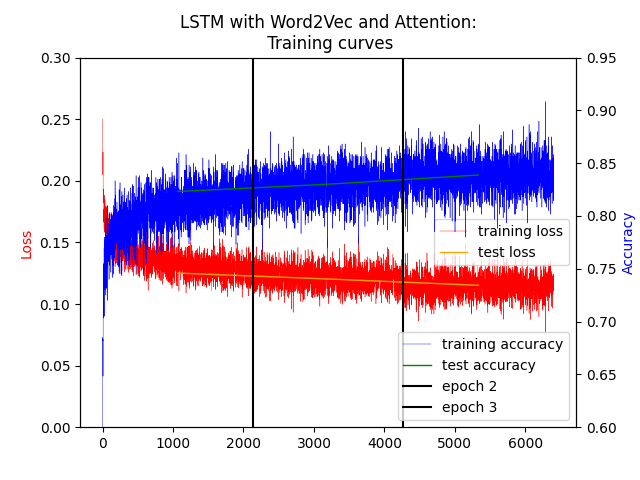 LSTM with Word2Vec and Attention:
Training curves
0.30
0.25
0.20
0.15
0.10
0.05
0.00
Loss
0.95
0.90
0.85
0.80
0.75
0.70
0.65
0.60
Accuracy
training loss
test loss
training accuracy
test accuracy
epoch 2
epoch 3
0 1000 2000 3000 4000 5000 6000